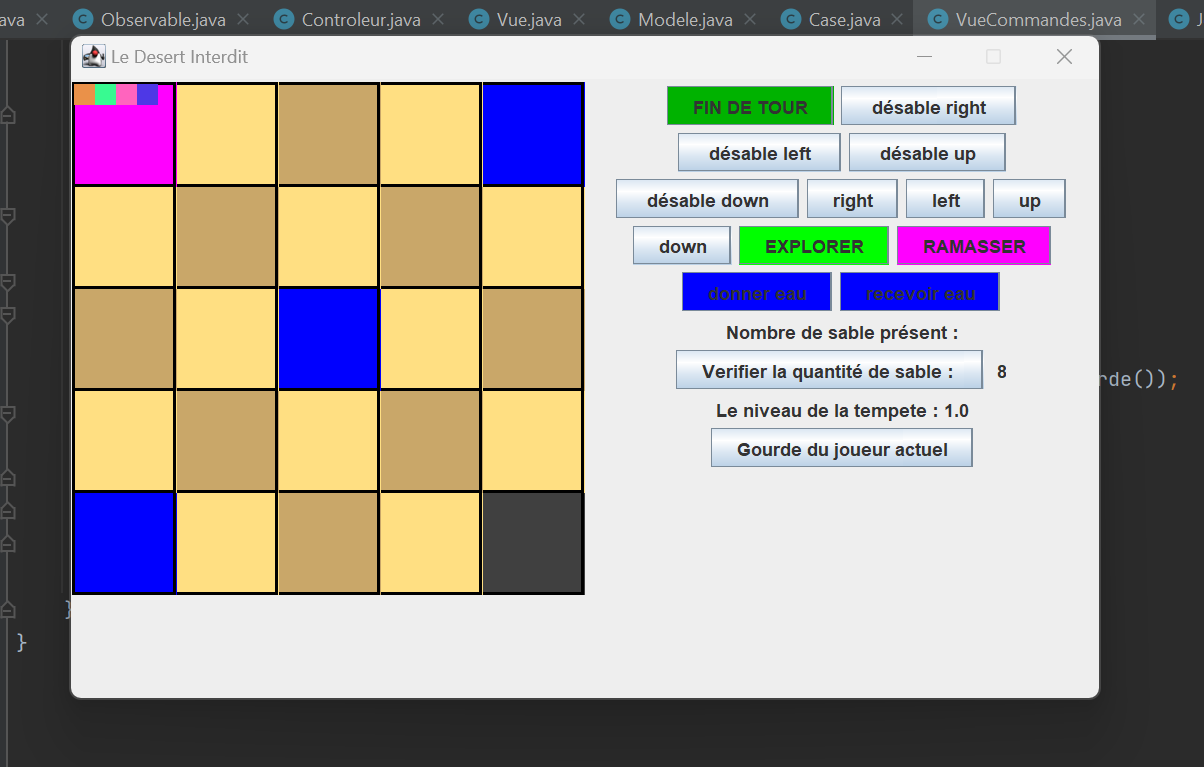 ava Observable.java Controleur.java Vue.java Modele.java Case.java VueCommandes.java J
Le Desert Interdit
FIN DE TOUR désable right
désable left désable up
désable down right left up
down EXPLORER RAMASSER
donner eau recevoir eau
Nombre de sable présent :
Verifier la quantité de sable : 8
rde());
Le niveau de la tempete : 1.0
Gourde du joueur actuel
}
}